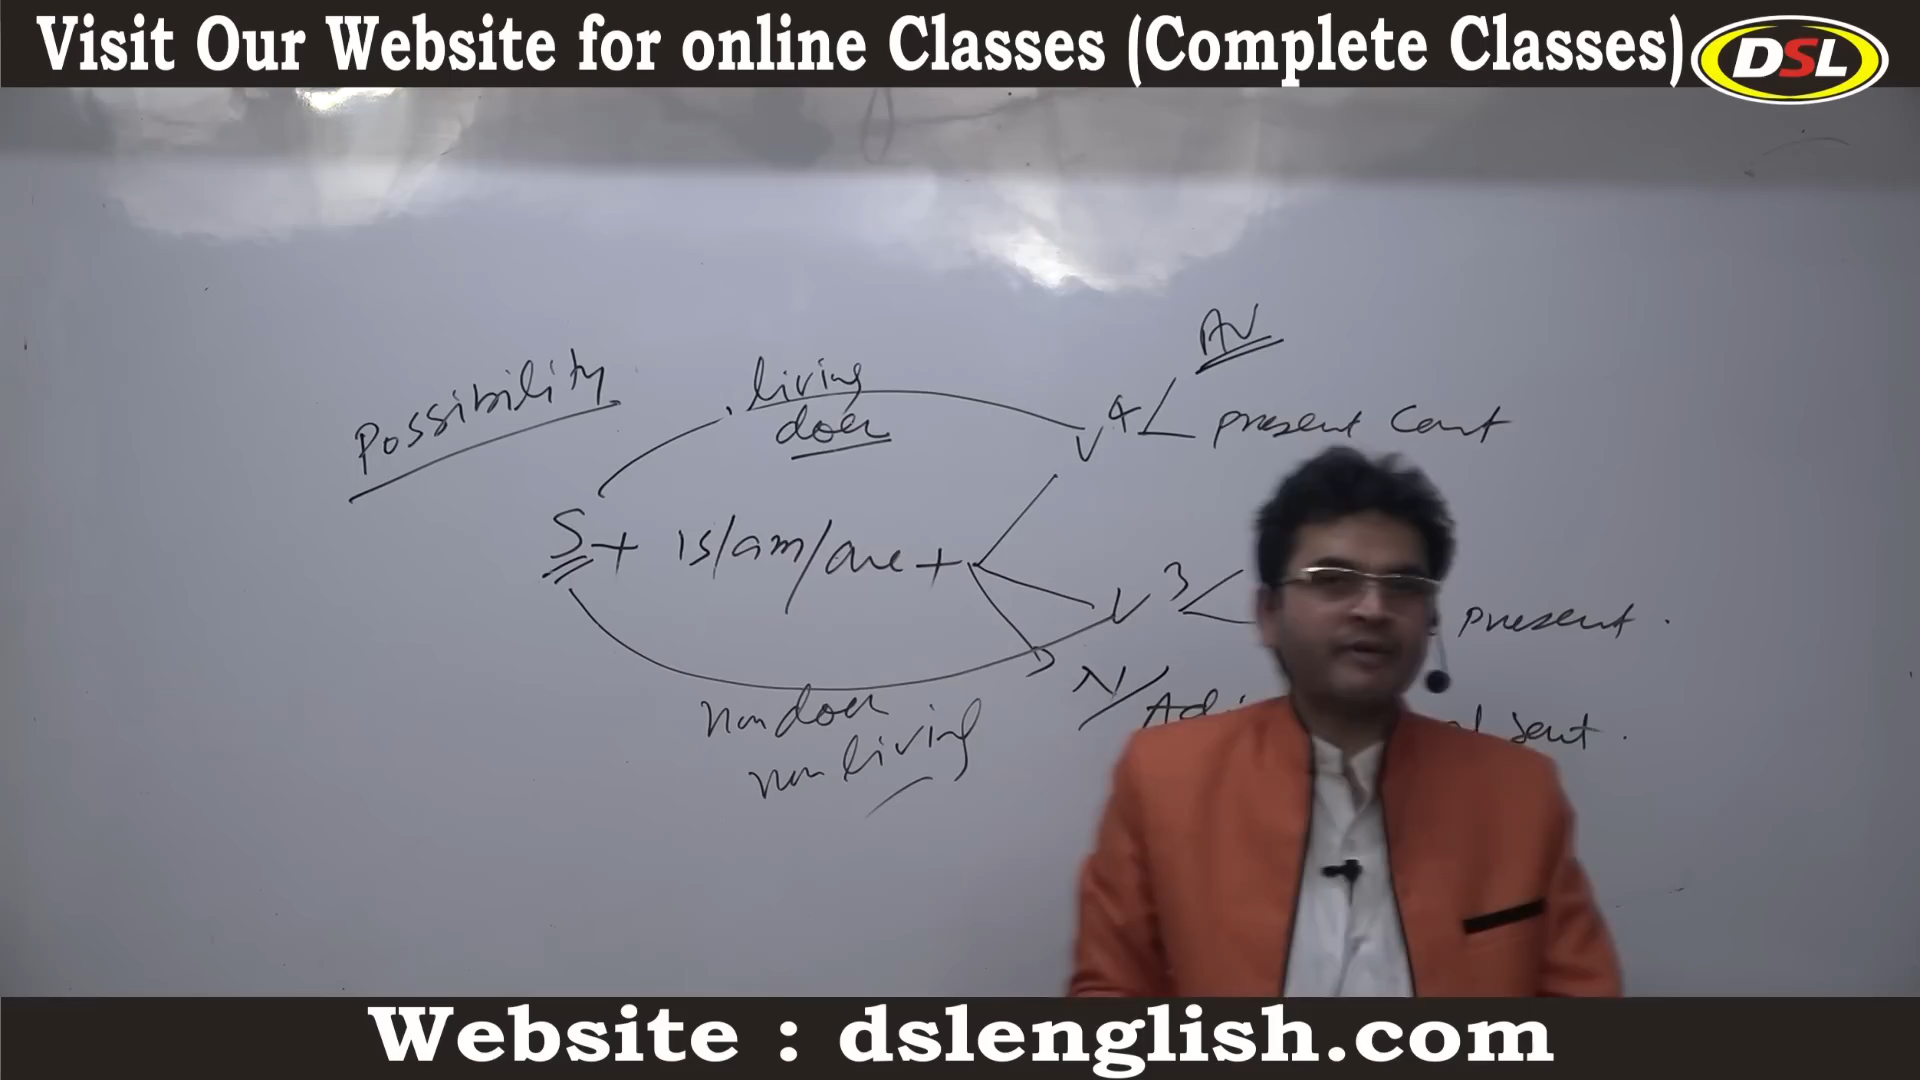 Visit Our Website for online Classes (Complete Classes)
DSL
AV
Possibility
living
doer
V4 present Cont
S + is/am/are +
V3 present.
N/
sent.
non doer
non living
Website : dslenglish.com